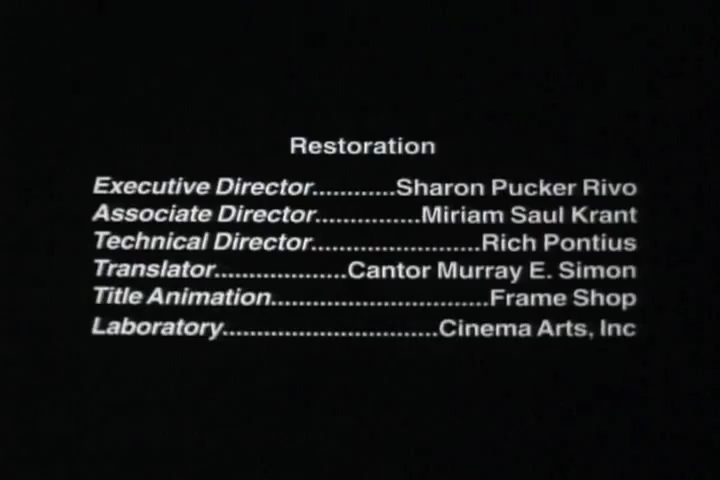 Restoration
Executive Director............Sharon Pucker Rivo
Associate Director...............Miriam Saul Krant
Technical Director........................Rich Pontius
Translator...................Cantor Murray E. Simon
Title Animation................................Frame Shop
Laboratory...............................Cinema Arts, Inc